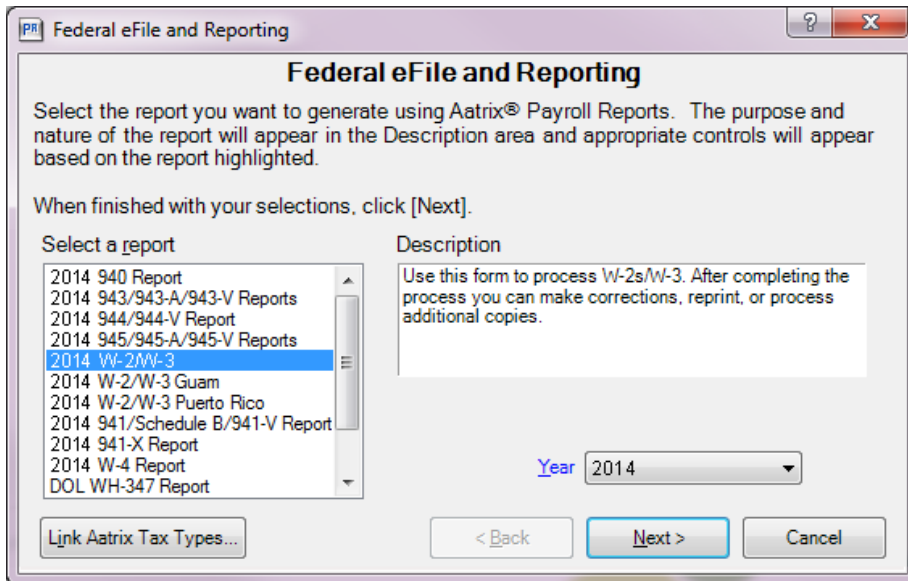 PR Federal eFile and Reporting
Federal eFile and Reporting
Select the report you want to generate using Aatrix® Payroll Reports. The purpose and
nature of the report will appear in the Description area and appropriate controls will appear
based on the report highlighted.
When finished with your selections, click [Next].
Select a report
2014 940 Report
2014 943/943-A/943-V Reports
2014 944/944-V Report
2014 945/945-A/945-V Reports
2014 W-2/W-3
2014 W-2/W-3 Guam
2014 W-2/W-3 Puerto Rico
2014 941/Schedule B/941-V Report
2014 941-X Report
2014 W-4 Report
DOL WH-347 Report
Description
Use this form to process W-2s/W-3. After completing the
process you can make corrections, reprint, or process
additional copies.
Year 2014
Link Aatrix Tax Types...
< Back
Next >
Cancel